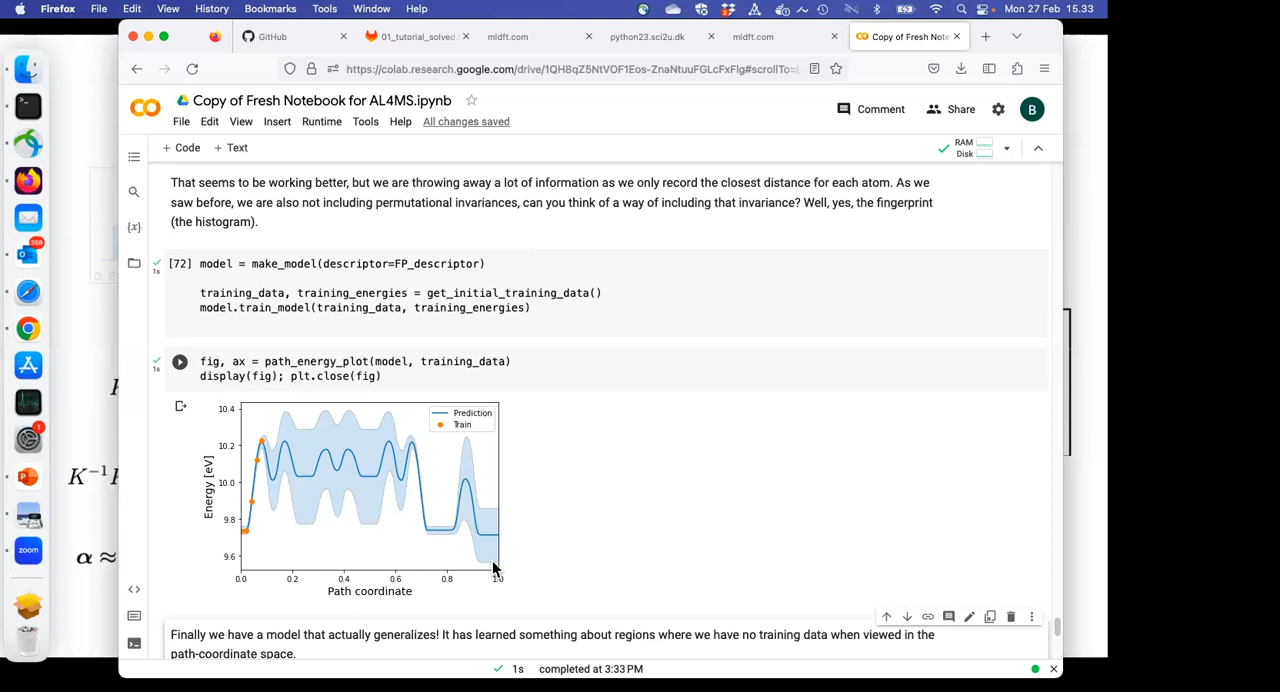 Firefox File Edit View History Bookmarks Tools Window Help Mon 27 Feb 15.33
GitHub 01_tutorial_solved. mldft.com python23.sci2u.dk mldft.com Copy of Fresh Note
https://colab.research.google.com/drive/1QH8qZ5NtVOF1Eos-ZnaNtuuFGLcFxFlg#scrollTo=
Copy of Fresh Notebook for AL4MS.ipynb
Comment Share B
File Edit View Insert Runtime Tools Help All changes saved
+ Code + Text
RAM
Disk
That seems to be working better, but we are throwing away a lot of information as we only record the closest distance for each atom. As we
saw before, we are also not including permutational invariances, can you think of a way of including that invariance? Well, yes, the fingerprint
(the histogram).
{x}
[72] model = make_model(descriptor=FP_descriptor)
1s
training_data, training_energies = get_initial_training_data()
model.train_model(training_data, training_energies)
fig, ax = path_energy_plot(model, training_data)
1s
display(fig); plt.close(fig)
10.4
10.2
10.0
9.8
9.6
Energy [eV]
Prediction
Train
0.0 0.2 0.4 0.6 0.8 1.0
Path coordinate
Finally we have a model that actually generalizes! It has learned something about regions where we have no training data when viewed in the
path-coordinate space.
1s completed at 3:33 PM
358
1
zoom
K⁻¹
α ≈